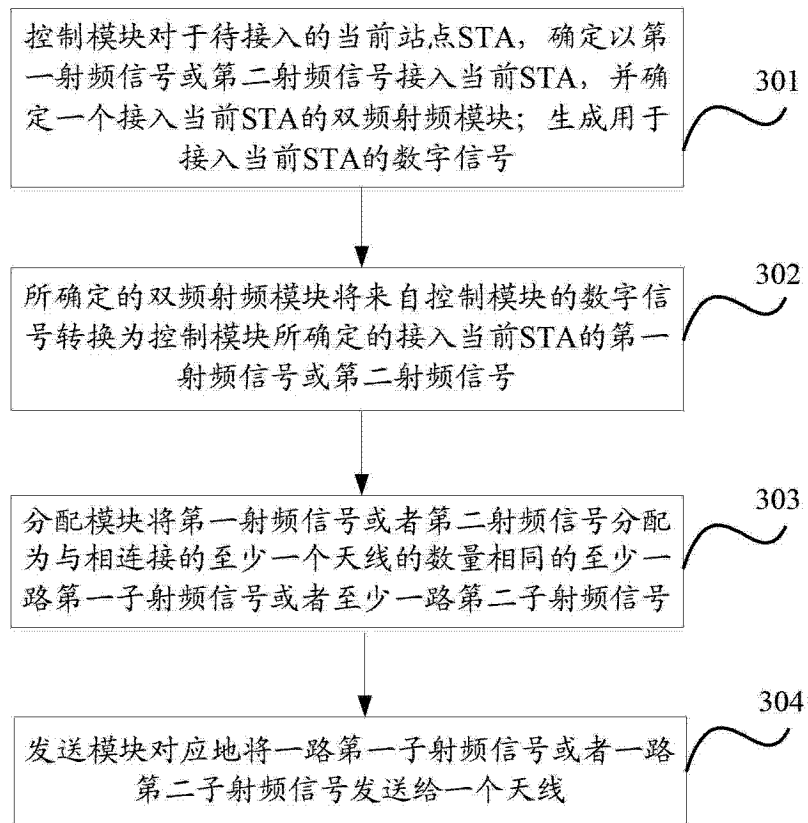 控制模块对于待接入的当前站点STA，确定以第
一射频信号或第二射频信号接入当前STA，并确
定一个接入当前STA的双频射频模块；生成用于
接入当前STA的数字信号
301
所确定的双频射频模块将来自控制模块的数字信
号转换为控制模块所确定的接入当前STA的第一
射频信号或第二射频信号
302
分配模块将第一射频信号或者第二射频信号分配
为与相连接的至少一个天线的数量相同的至少一
路第一子射频信号或者至少一路第二子射频信号
303
发送模块对应地将一路第一子射频信号或者一路
第二子射频信号发送给一个天线
304